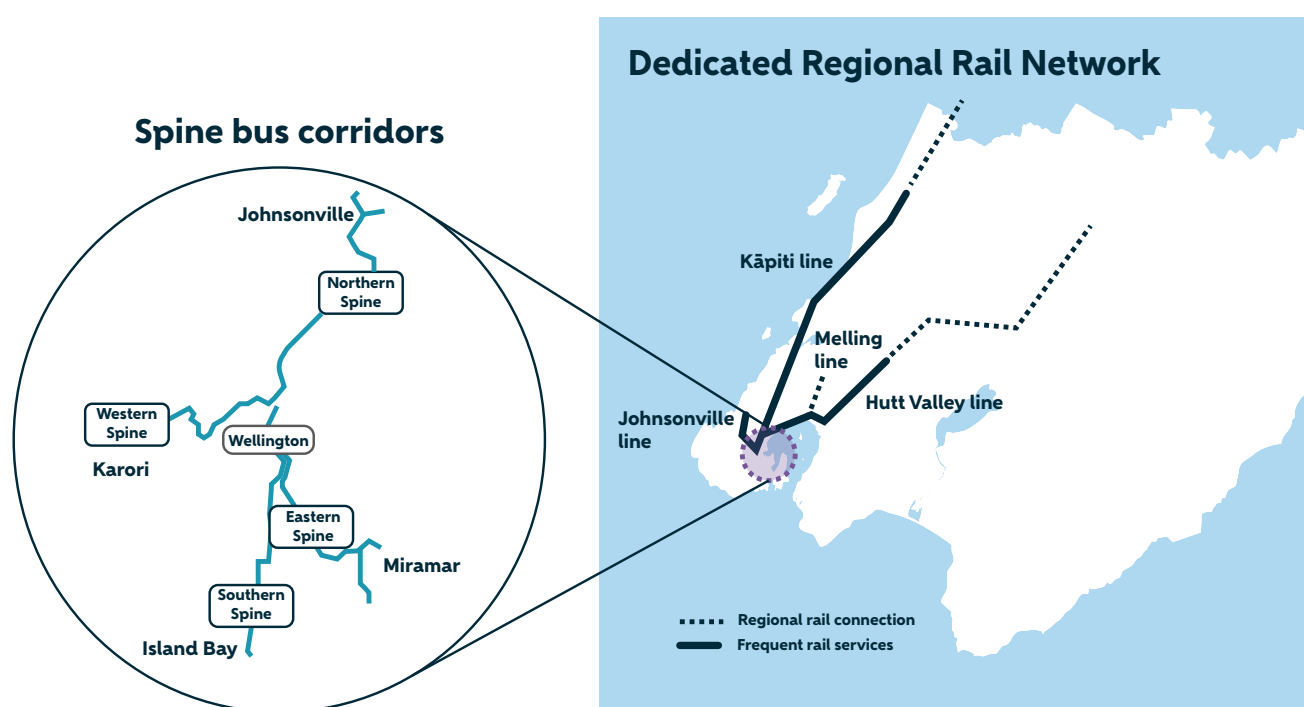 Dedicated Regional Rail Network
Spine bus corridors
Johnsonville
Northern
Spine
Western
Spine
Karori
Wellington
Eastern
Spine
Miramar
Southern
Spine
Island Bay
Kāpiti line
Melling
line
Hutt Valley line
Johnsonville
line
Regional rail connection
Frequent rail services